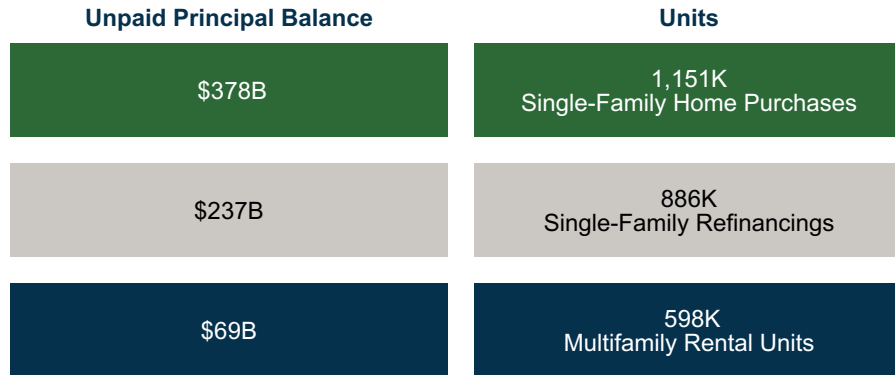 Unpaid Principal Balance
Units
$378B
1,151K
Single-Family Home Purchases
$237B
886K
Single-Family Refinancings
$69B
598K
Multifamily Rental Units